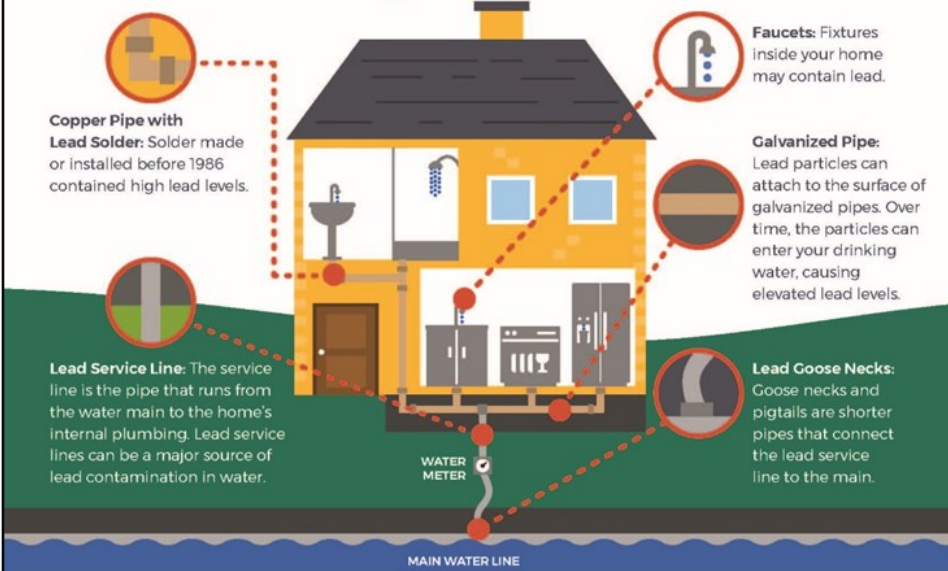 Copper Pipe with
Lead Solder: Solder made
or installed before 1986
contained high lead levels.
Faucets: Fixtures
inside your home
may contain lead.
Galvanized Pipe:
Lead particles can
attach to the surface of
galvanized pipes. Over
time, the particles can
enter your drinking
water, causing
elevated lead levels.
Lead Service Line: The service
line is the pipe that runs from
the water main to the home's
internal plumbing. Lead service
lines can be a major source of
lead contamination in water.
Lead Goose Necks:
Goose necks and
pigtails are shorter
pipes that connect
the lead service
line to the main.
WATER
METER
MAIN WATER LINE